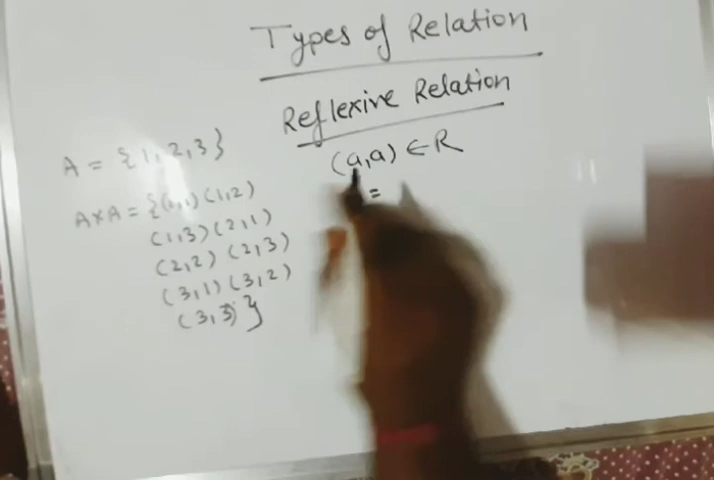 Types of Relation
Reflexive Relation
(a,a) ∈ R
=
A = {1,2,3}
A×A = {(1,1) (1,2)
(1,3) (2,1)
(2,2) (2,3)
(3,1) (3,2)
(3,3)}